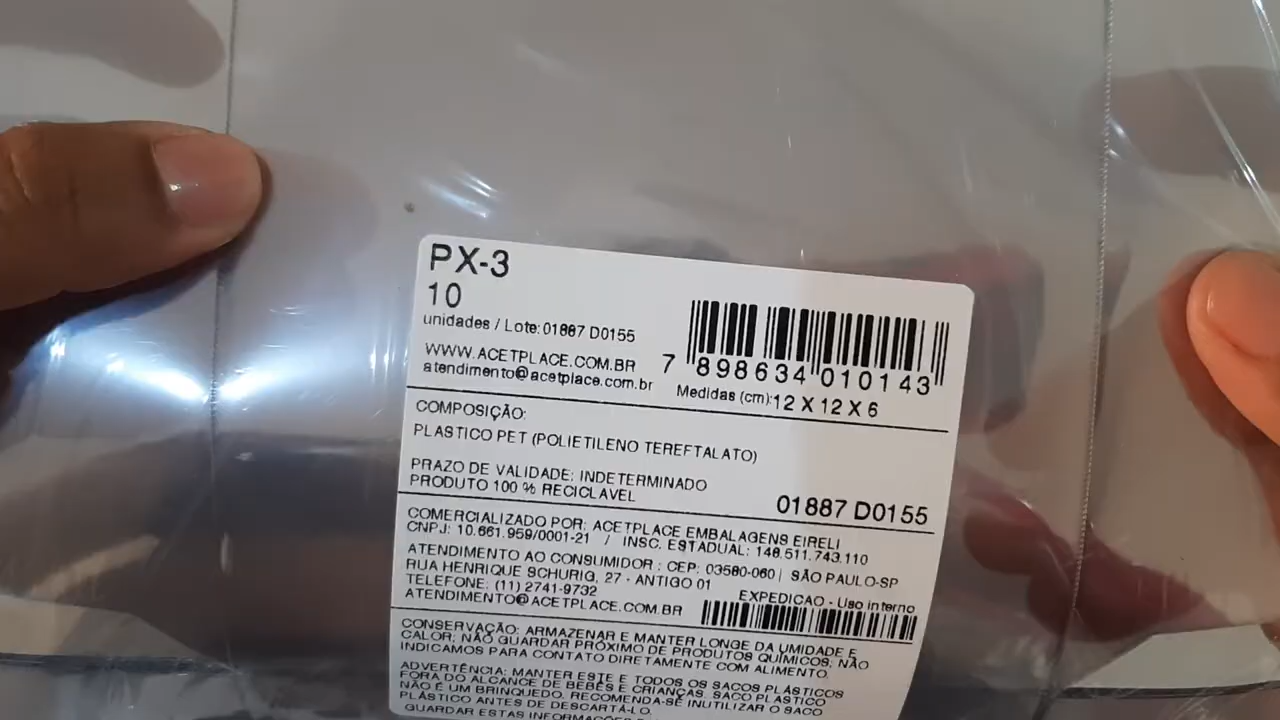 PX-3
10
unidades / Lote: 01887 D0155
WWW.ACETPLACE.COM.BR
atendimento@acetplace.com.br
7 898634 010143
Medidas (cm): 12 X 12 X 6
COMPOSIÇÃO:
PLASTICO PET (POLIETILENO TEREFTALATO)
PRAZO DE VALIDADE: INDETERMINADO
PRODUTO 100 % RECICLAVEL
01887 D0155
COMERCIALIZADO POR: ACETPLACE EMBALAGENS EIRELI
CNPJ: 10.661.959/0001-21 / INSC. ESTADUAL: 148.511.743.110
ATENDIMENTO AO CONSUMIDOR : CEP: 03580-060 | SÃO PAULO-SP
RUA HENRIQUE SCHURIG, 27 - ANTIGO 01
TELEFONE: (11) 2741-9732
ATENDIMENTO@ACETPLACE.COM.BR
EXPEDICAO - Uso interno
CONSERVAÇÃO: ARMAZENAR E MANTER LONGE DA UMIDADE E
CALOR; NÃO GUARDAR PRÓXIMO DE PRODUTOS QUÍMICOS; NÃO
INDICAMOS PARA CONTATO DIRETAMENTE COM ALIMENTO.
ADVERTÊNCIA: MANTER ESTE E TODOS OS SACOS PLÁSTICOS
FORA DO ALCANCE DE BEBÊS E CRIANÇAS. SACO PLASTICO
NÃO É UM BRINQUEDO. RECOMENDA-SE INUTILIZAR O SACO
PLÁSTICO ANTES DE DESCARTÁ-LO.
GUARDAR ESTAS INFORMAÇÕES